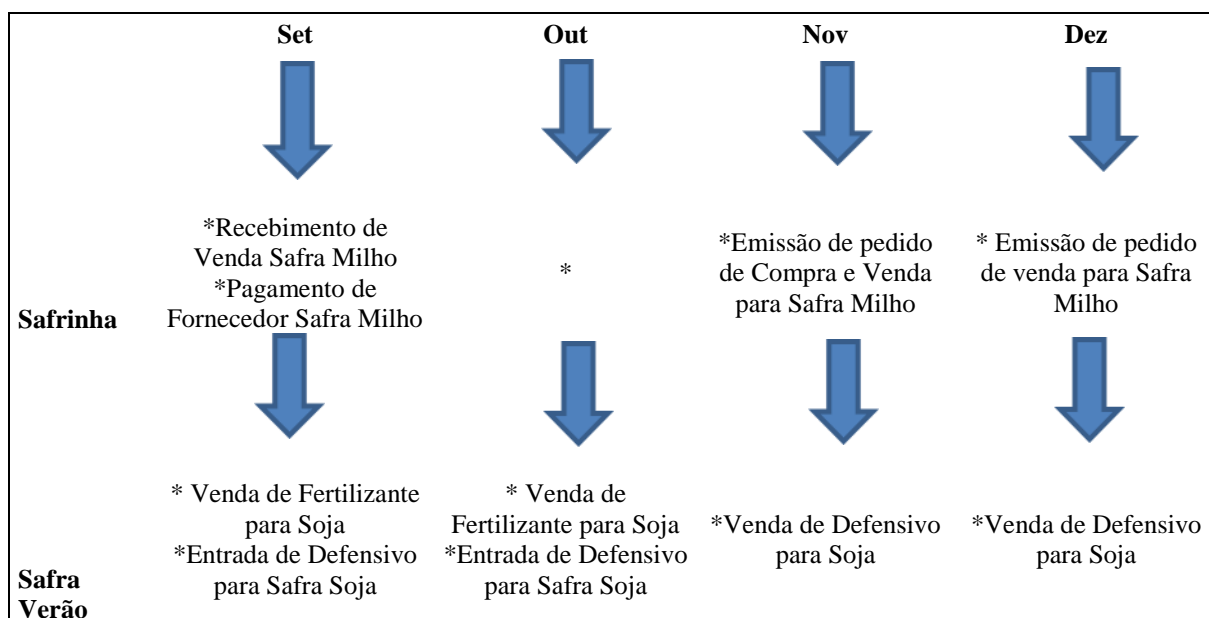 Set Out Nov Dez
*Recebimento de
Venda Safra Milho
*Pagamento de
Fornecedor Safra Milho
*
*Emissão de pedido
de Compra e Venda
para Safra Milho
* Emissão de pedido
de venda para Safra
Milho
Safrinha
* Venda de Fertilizante
para Soja
*Entrada de Defensivo
para Safra Soja
* Venda de
Fertilizante para Soja
*Entrada de Defensivo
para Safra Soja
*Venda de Defensivo
para Soja
*Venda de Defensivo
para Soja
Safra
Verão